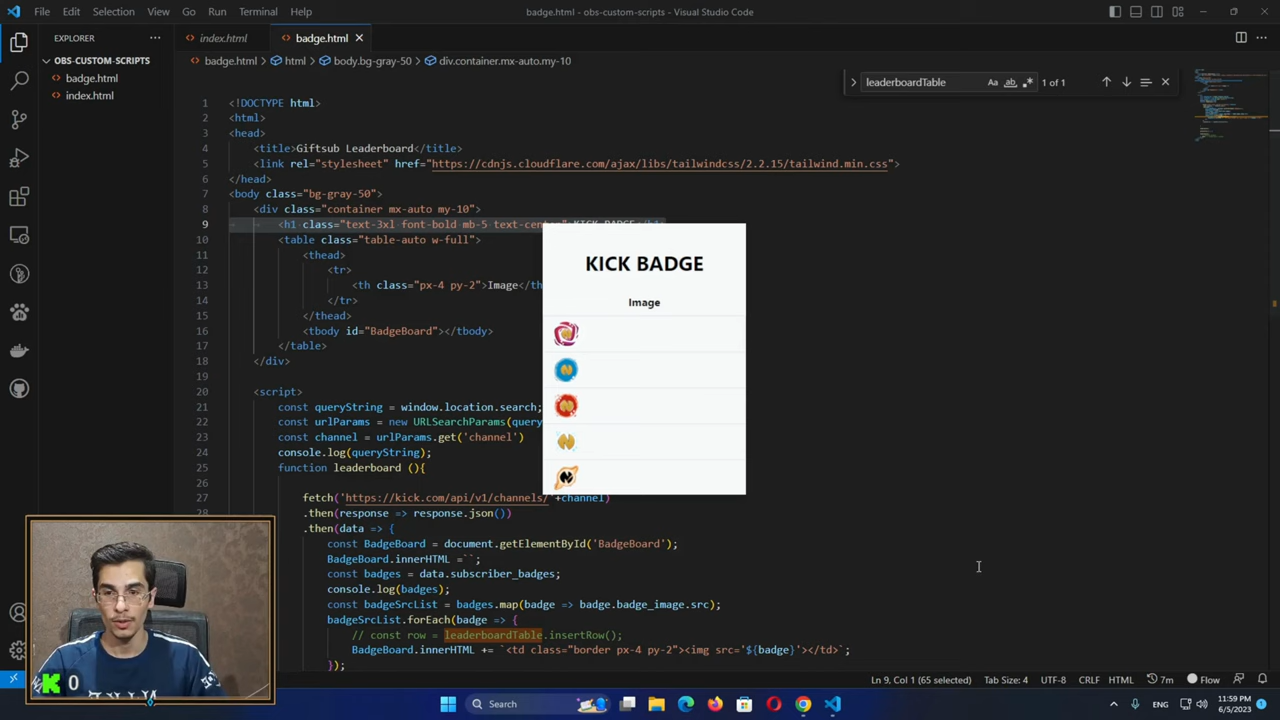 File Edit Selection View Go Run Terminal Help
badge.html - obs-custom-scripts - Visual Studio Code
EXPLORER
index.html
badge.html
OBS-CUSTOM-SCRIPTS
badge.html
index.html
badge.html > html > body.bg-gray-50 > div.container.mx-auto.my-10
leaderboardTable Aa ab .* 1 of 1
1 <!DOCTYPE html>
2 <html>
3 <head>
4 <title>Giftsub Leaderboard</title>
5 <link rel="stylesheet" href="https://cdnjs.cloudflare.com/ajax/libs/tailwindcss/2.2.15/tailwind.min.css">
6 </head>
7 <body class="bg-gray-50">
8 <div class="container mx-auto my-10">
9 <h1 class="text-3xl font-bold mb-5 text-center">KICK BADGE</h1>
10 <table class="table-auto w-full">
11 <thead>
12 <tr>
13 <th class="px-4 py-2">Image</th
14 </tr>
15 </thead>
16 <tbody id="BadgeBoard"></tbody>
17 </table>
18 </div>
19
20 <script>
21 const queryString = window.location.search;
22 const urlParams = new URLSearchParams(query
23 const channel = urlParams.get('channel')
24 console.log(queryString);
25 function leaderboard (){
26
27 fetch('https://kick.com/api/v1/channels/'+channel)
28 .then(response => response.json())
29 .then(data => {
const BadgeBoard = document.getElementById('BadgeBoard');
BadgeBoard.innerHTML =``;
const badges = data.subscriber_badges;
console.log(badges);
const badgeSrcList = badges.map(badge => badge.badge_image.src);
badgeSrcList.forEach(badge => {
// const row = leaderboardTable.insertRow();
BadgeBoard.innerHTML += `<td class="border px-4 py-2"><img src='${badge}'></td>`;
});
KICK BADGE
Image
K 0
Ln 9, Col 1 (65 selected) Tab Size: 4 UTF-8 CRLF HTML 7m Flow
Search
ENG
11:59 PM
6/5/2023